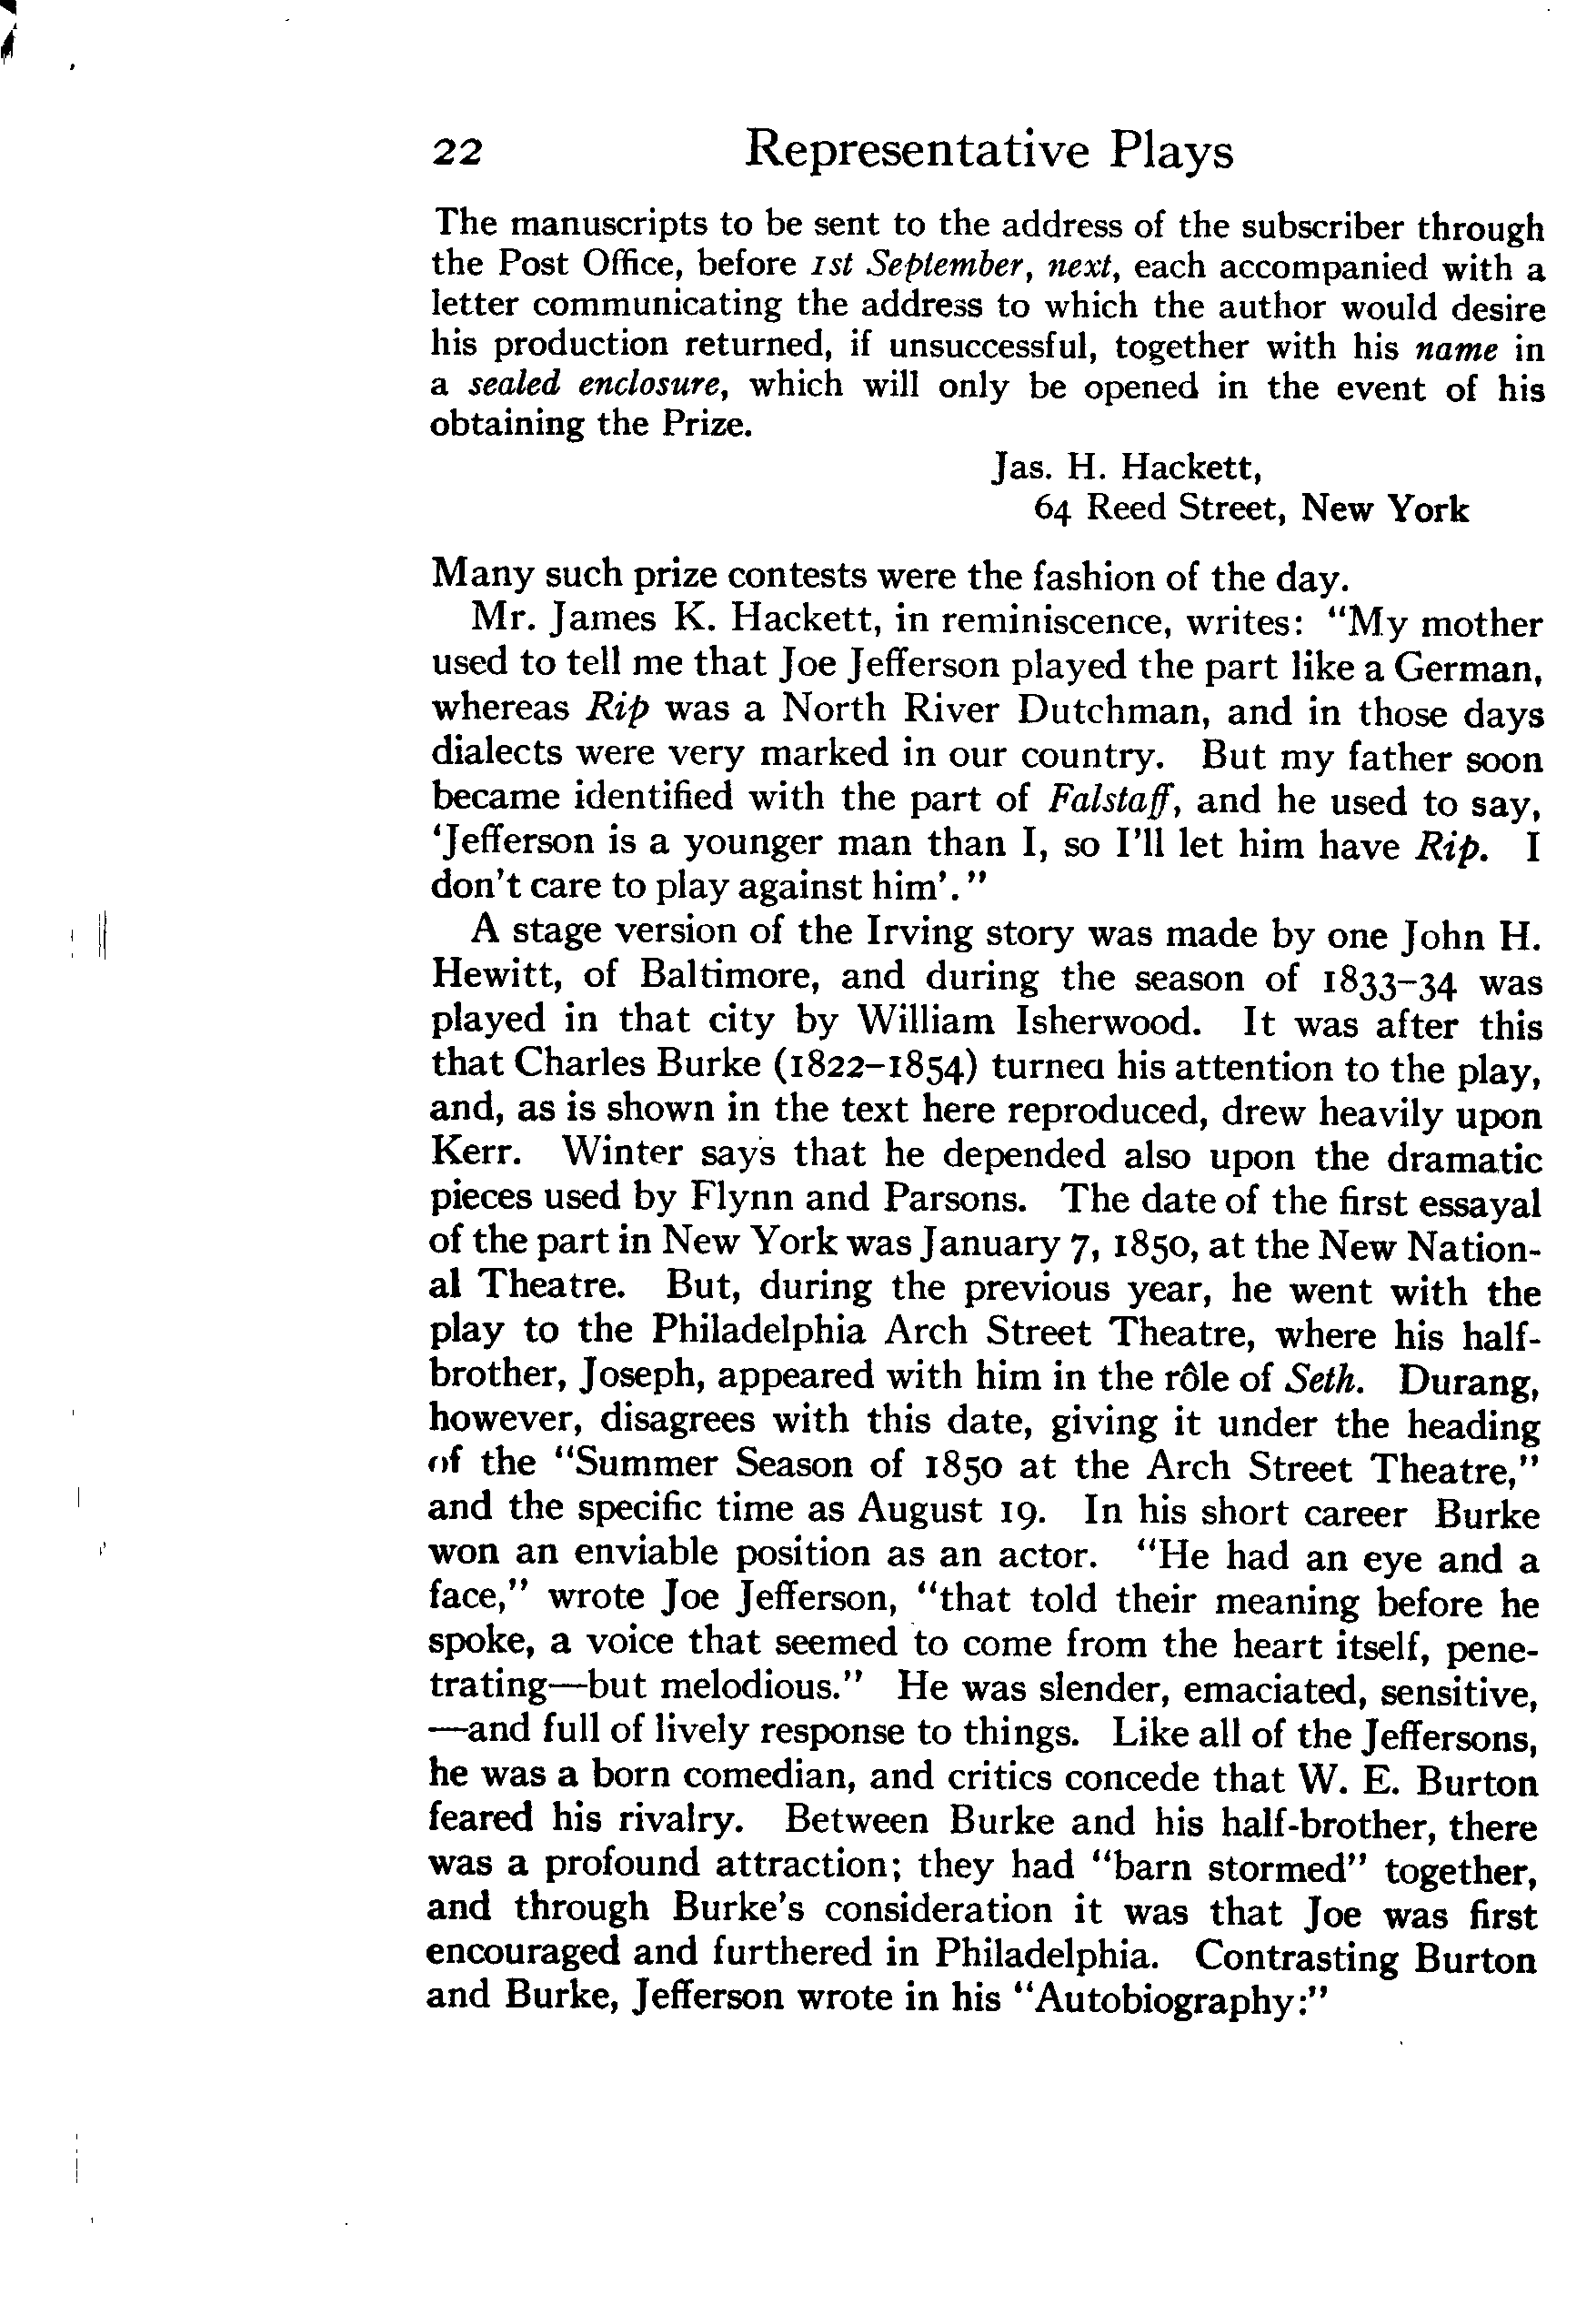 22 Representative Plays
The manuscripts to be sent to the address of the subscriber through
the Post Office, before 1st September, next, each accompanied with a
letter communicating the address to which the author would desire
his production returned, if unsuccessful, together with his name in
a sealed enclosure, which will only be opened in the event of his
obtaining the Prize.
Jas. H. Hackett,
64 Reed Street, New York
Many such prize contests were the fashion of the day.
Mr. James K. Hackett, in reminiscence, writes: "My mother
used to tell me that Joe Jefferson played the part like a German,
whereas Rip was a North River Dutchman, and in those days
dialects were very marked in our country. But my father soon
became identified with the part of Falstaff, and he used to say,
'Jefferson is a younger man than I, so I'll let him have Rip. I
don't care to play against him'."
A stage version of the Irving story was made by one John H.
Hewitt, of Baltimore, and during the season of 1833–34 was
played in that city by William Isherwood. It was after this
that Charles Burke (1822–1854) turned his attention to the play,
and, as is shown in the text here reproduced, drew heavily upon
Kerr. Winter says that he depended also upon the dramatic
pieces used by Flynn and Parsons. The date of the first essayal
of the part in New York was January 7, 1850, at the New Nation-
al Theatre. But, during the previous year, he went with the
play to the Philadelphia Arch Street Theatre, where his half-
brother, Joseph, appeared with him in the rôle of Seth. Durang,
however, disagrees with this date, giving it under the heading
of the "Summer Season of 1850 at the Arch Street Theatre,"
and the specific time as August 19. In his short career Burke
won an enviable position as an actor. "He had an eye and a
face," wrote Joe Jefferson, "that told their meaning before he
spoke, a voice that seemed to come from the heart itself, pene-
trating—but melodious." He was slender, emaciated, sensitive,
—and full of lively response to things. Like all of the Jeffersons,
he was a born comedian, and critics concede that W. E. Burton
feared his rivalry. Between Burke and his half-brother, there
was a profound attraction; they had "barn stormed" together,
and through Burke's consideration it was that Joe was first
encouraged and furthered in Philadelphia. Contrasting Burton
and Burke, Jefferson wrote in his "Autobiography:"